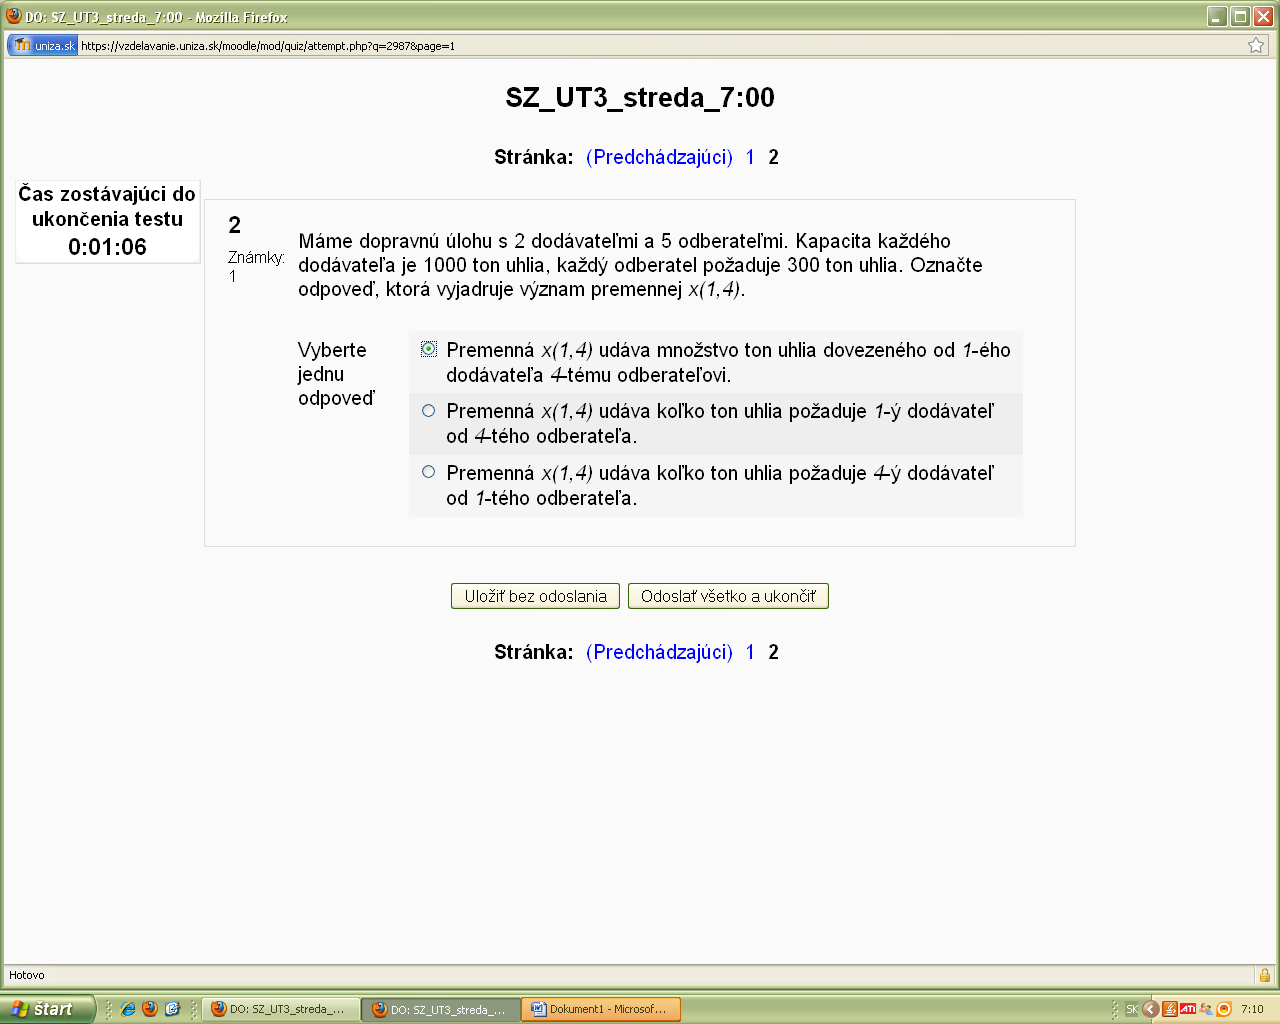 DO: SZ_UT3_streda_7:00 - Mozilla Firefox
uniza.sk https://vzdelavanie.uniza.sk/moodle/mod/quiz/attempt.php?q=2987&page=1
SZ_UT3_streda_7:00
Stránka: (Predchádzajúci) 1 2
Čas zostávajúci do
ukončenia testu
0:01:06
2
Známky:
1
Máme dopravnú úlohu s 2 dodávateľmi a 5 odberateľmi. Kapacita každého
dodávateľa je 1000 ton uhlia, každý odberatel požaduje 300 ton uhlia. Označte
odpoveď, ktorá vyjadruje význam premennej x(1,4).
Vyberte
jednu
odpoveď
Premenná x(1,4) udáva množstvo ton uhlia dovezeného od 1-ého
dodávateľa 4-tému odberateľovi.
Premenná x(1,4) udáva koľko ton uhlia požaduje 1-ý dodávateľ
od 4-tého odberateľa.
Premenná x(1,4) udáva koľko ton uhlia požaduje 4-ý dodávateľ
od 1-tého odberateľa.
Uložiť bez odoslania Odoslať všetko a ukončiť
Stránka: (Predchádzajúci) 1 2
Hotovo
štart DO: SZ_UT3_streda_... DO: SZ_UT3_streda_... Dokument1 - Microsof... SK ATI 7:10